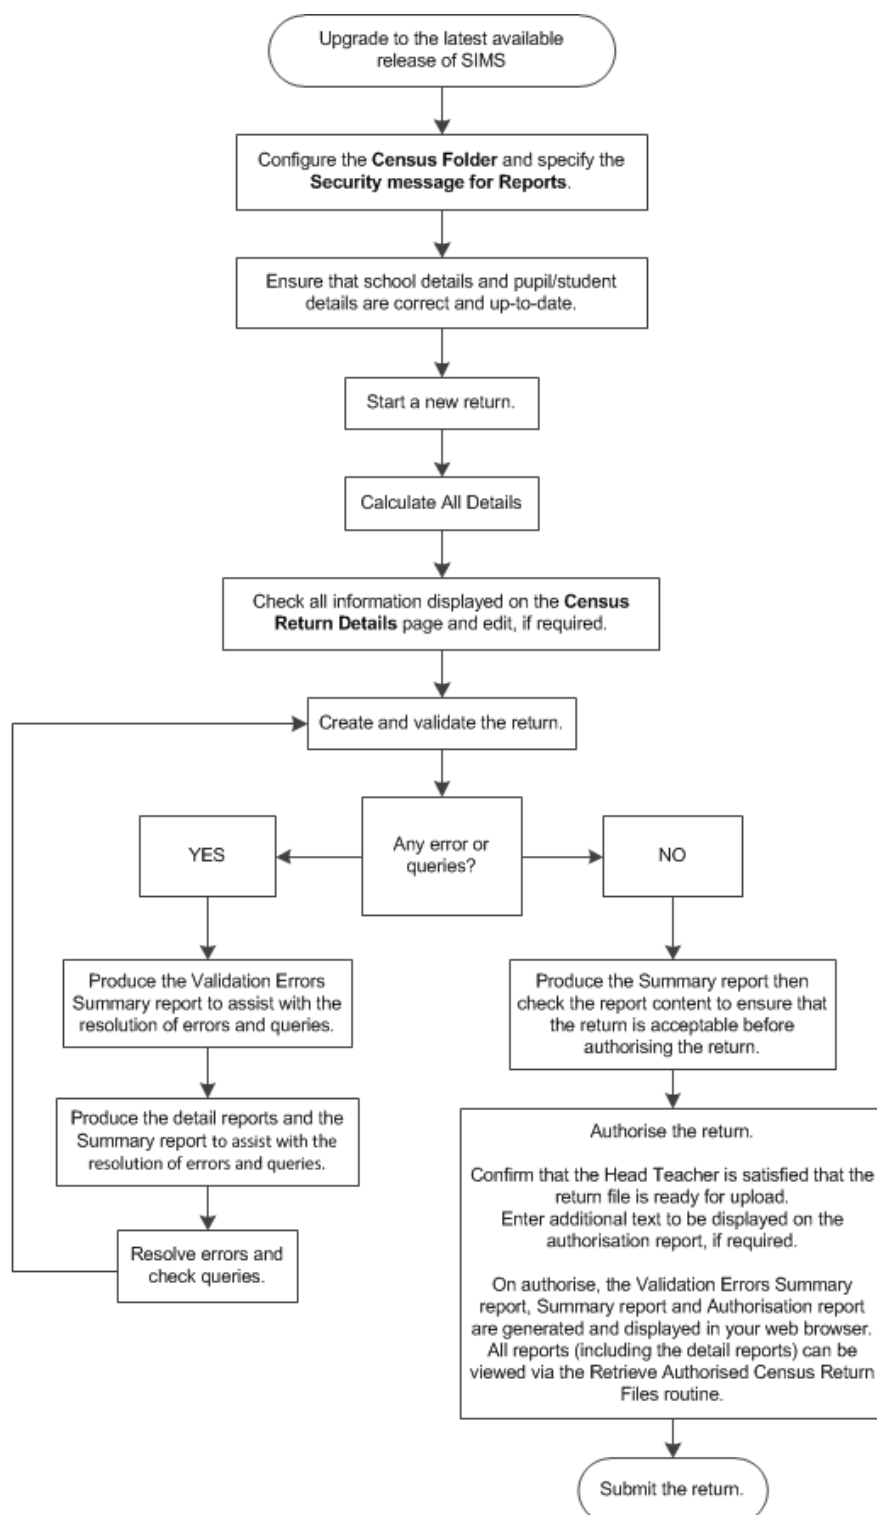 Upgrade to the latest available
release of SIMS
Configure the Census Folder and specify the
Security message for Reports.
Ensure that school details and pupil/student
details are correct and up-to-date.
Start a new return.
Calculate All Details
Check all information displayed on the Census
Return Details page and edit, if required.
Create and validate the return.
Any error or
queries?
YES
NO
Produce the Validation Errors
Summary report to assist with the
resolution of errors and queries.
Produce the detail reports and the
Summary report to assist with the
resolution of errors and queries.
Resolve errors and
check queries.
Produce the Summary report then
check the report content to ensure that
the return is acceptable before
authorising the return.
Authorise the return.
Confirm that the Head Teacher is satisfied that the
return file is ready for upload.
Enter additional text to be displayed on the
authorisation report, if required.
On authorise, the Validation Errors Summary
report, Summary report and Authorisation report
are generated and displayed in your web browser.
All reports (including the detail reports) can be
viewed via the Retrieve Authorised Census Return
Files routine.
Submit the return.